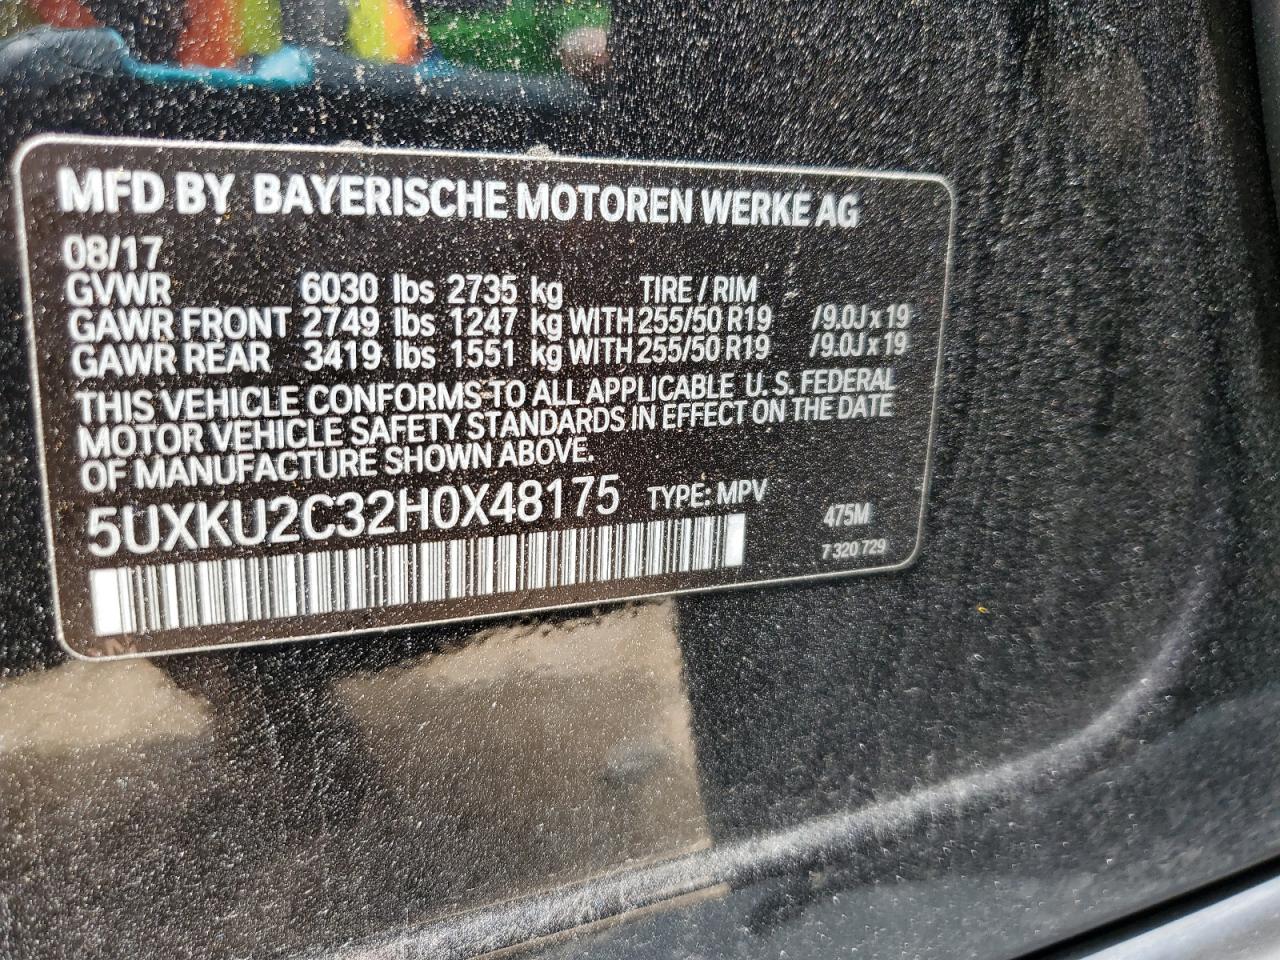 MFD BY BAYERISCHE MOTOREN WERKE AG
08/17
GVWR 6030 lbs 2735 kg TIRE / RIM
GAWR FRONT 2749 lbs 1247 kg WITH 255/50 R19 /9.0J x 19
GAWR REAR 3419 lbs 1551 kg WITH 255/50 R19 /9.0J x 19
THIS VEHICLE CONFORMS TO ALL APPLICABLE U. S. FEDERAL
MOTOR VEHICLE SAFETY STANDARDS IN EFFECT ON THE DATE
OF MANUFACTURE SHOWN ABOVE.
5UXKU2C32H0X48175 TYPE: MPV
475M
7 320 729